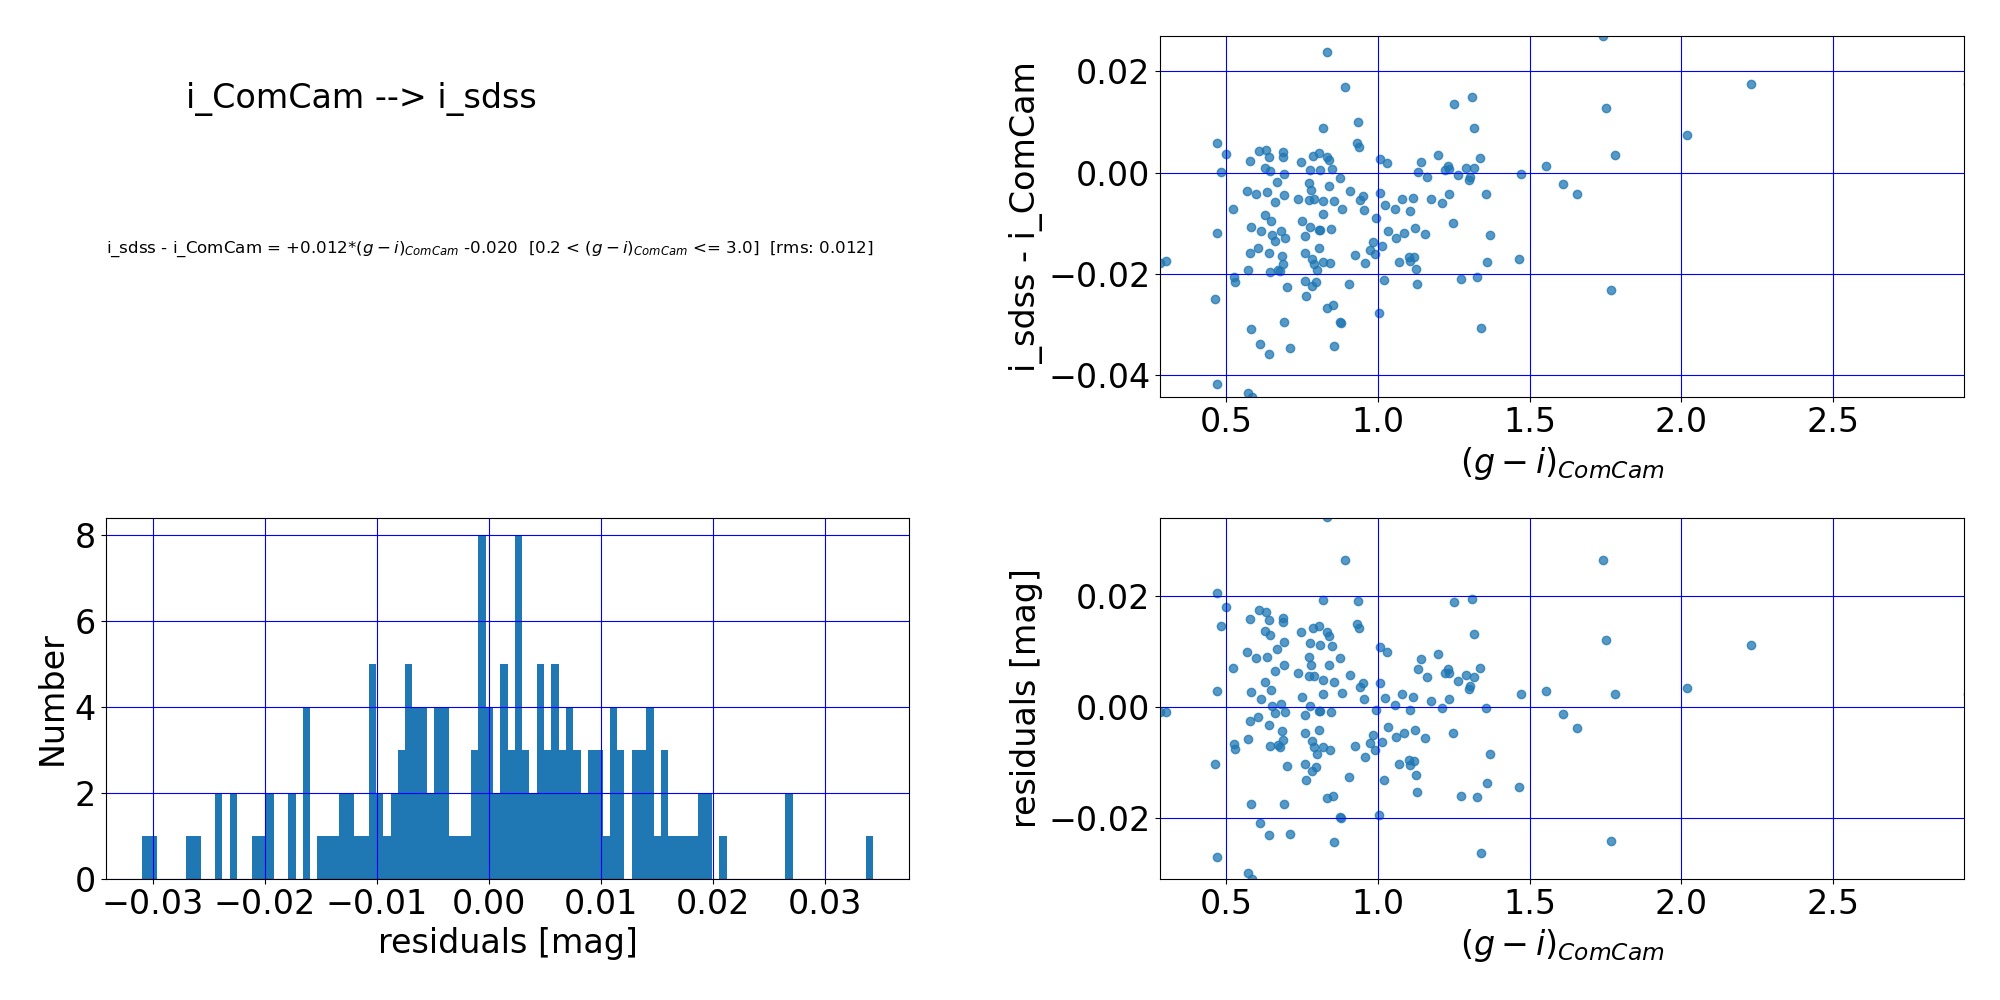 i_ComCam --> i_sdss
i_sdss - i_ComCam = +0.012*(g − i)ComCam -0.020  [0.2 < (g − i)ComCam <= 3.0]  [rms: 0.012]
i_sdss - i_ComCam
0.02
0.00
−0.02
−0.04
0.5 1.0 1.5 2.0 2.5
(g − i)ComCam
Number
8
6
4
2
0
−0.03 −0.02 −0.01 0.00 0.01 0.02 0.03
residuals [mag]
residuals [mag]
0.02
0.00
−0.02
0.5 1.0 1.5 2.0 2.5
(g − i)ComCam